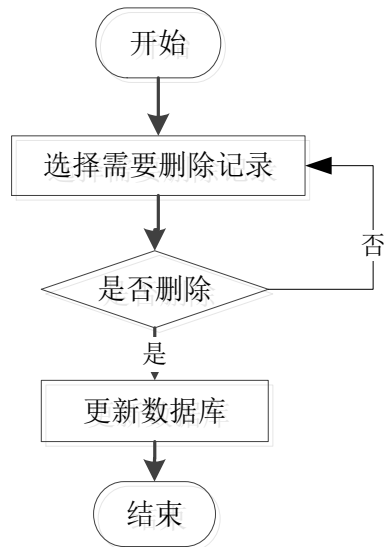 开始
选择需要删除记录
否
是否删除
是
更新数据库
结束